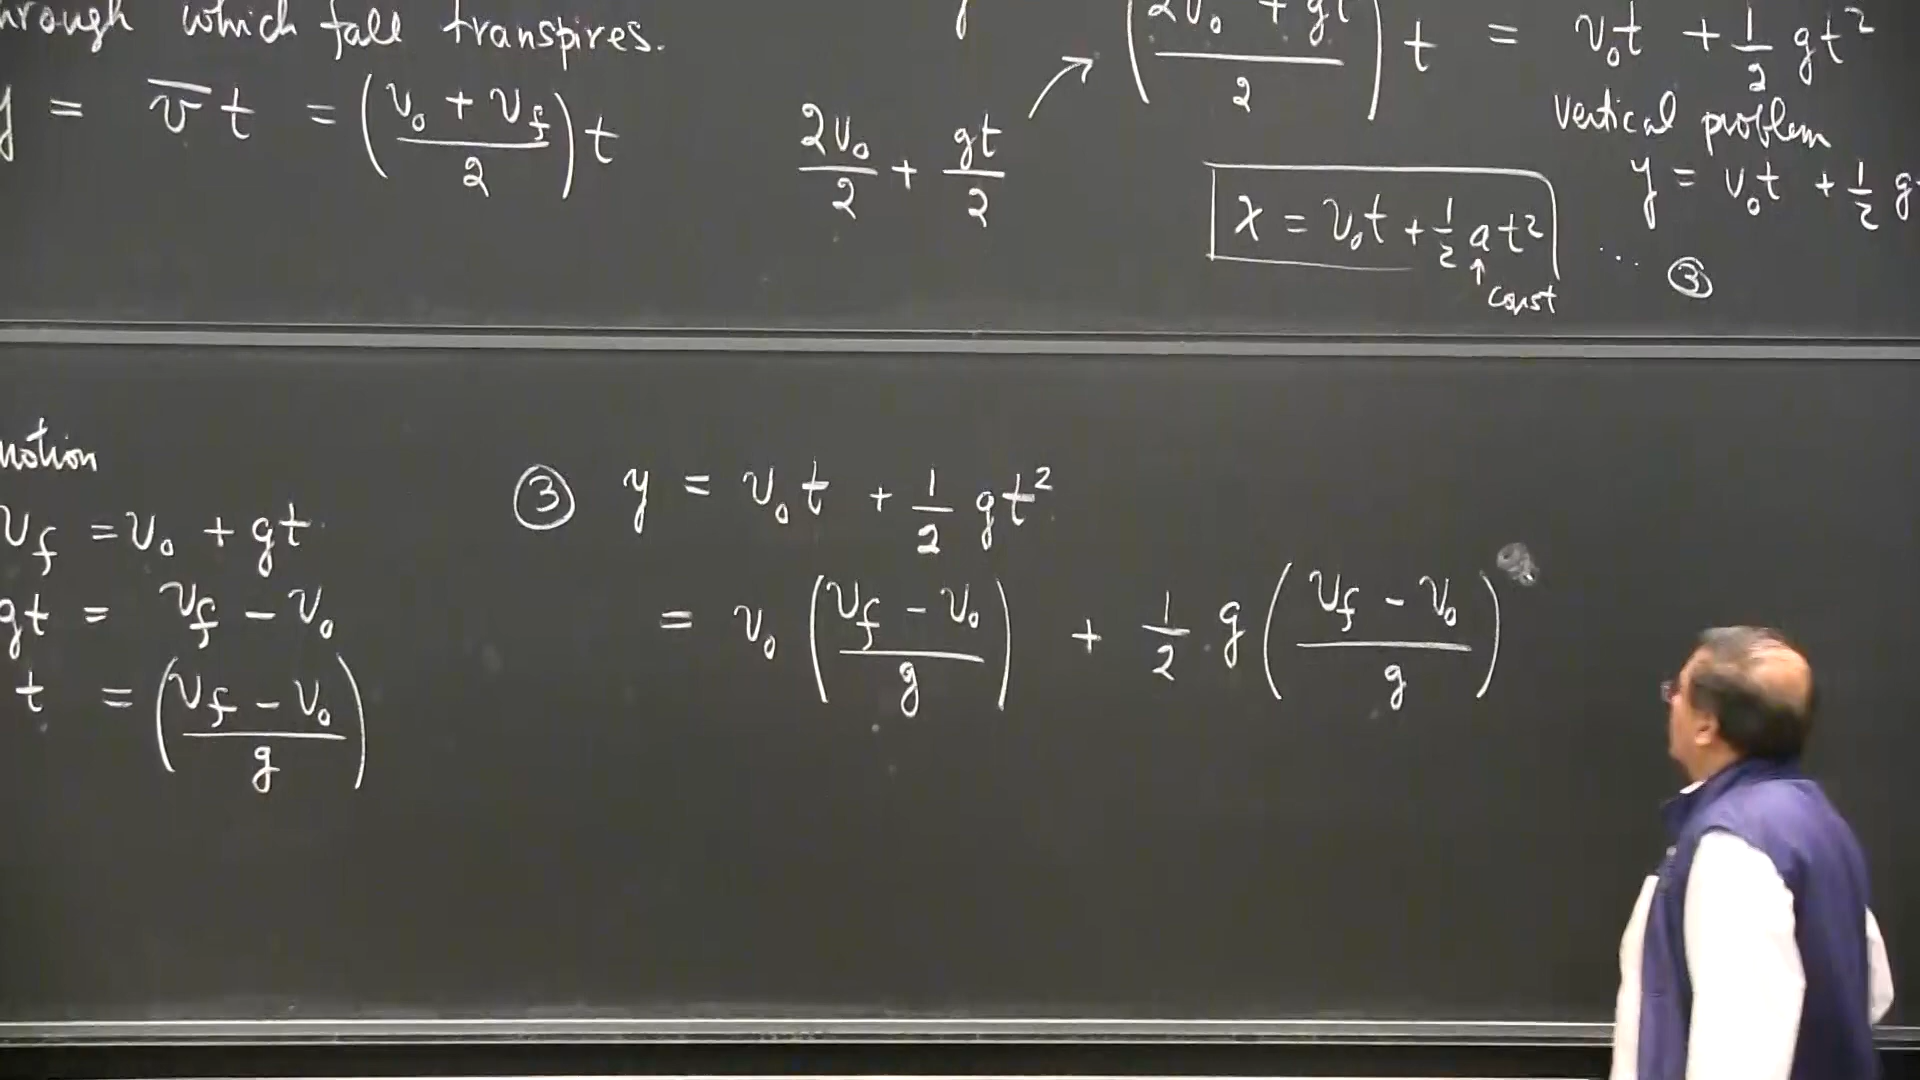 hrough which fall transpires.
y = v̅ t = ((v₀ + v_f)/2) t
2v₀/2 + gt/2
((2v₀ + gt)/2) t = v₀t + ½ gt²
vertical problem
y = v₀t + ½ g
x = v₀t + ½ at²
↑
const
... ③
motion
v_f = v₀ + gt
gt = v_f - v₀
t = ((v_f - v₀)/g)
③ y = v₀t + ½ gt²
= v₀ ((v_f - v₀)/g) + ½ g ((v_f - v₀)/g)